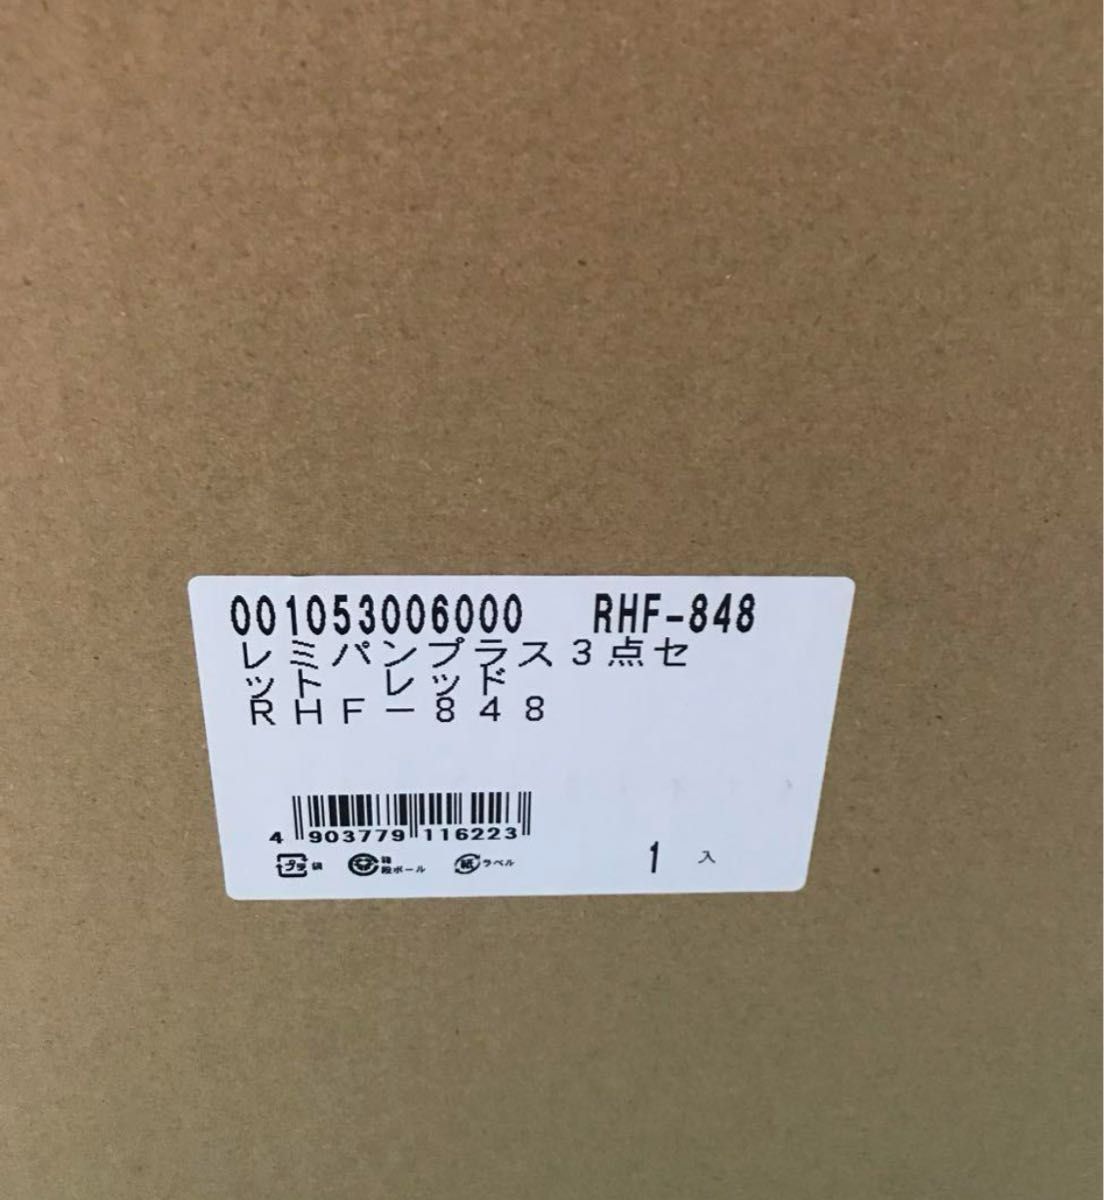 001053006000 RHF-848
レミパンプラス3点セ
ット レッド
RHF-848
4 903779 116223
プラ 袋
箱
段ボール
紙 ラベル
1 入